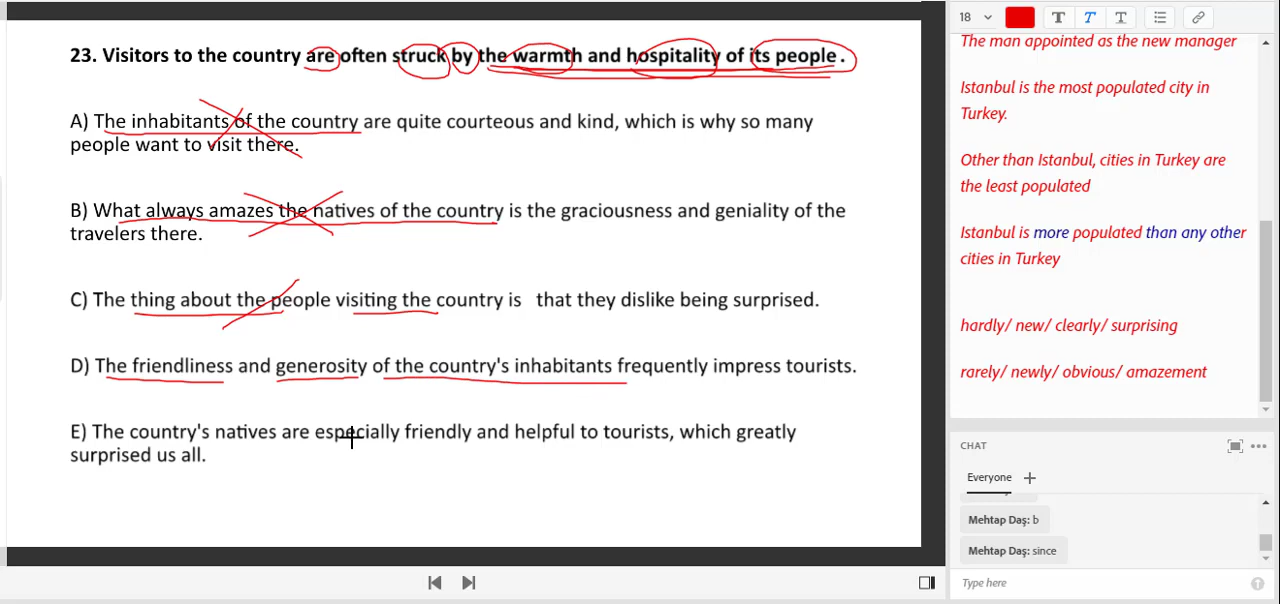 23. Visitors to the country are often struck by the warmth and hospitality of its people.
A) The inhabitants of the country are quite courteous and kind, which is why so many
people want to visit there.
B) What always amazes the natives of the country is the graciousness and geniality of the
travelers there.
C) The thing about the people visiting the country is that they dislike being surprised.
D) The friendliness and generosity of the country's inhabitants frequently impress tourists.
E) The country's natives are especially friendly and helpful to tourists, which greatly
surprised us all.
18
T
T
T
The man appointed as the new manager
Istanbul is the most populated city in
Turkey.
Other than Istanbul, cities in Turkey are
the least populated
Istanbul is more populated than any other
cities in Turkey
hardly/ new/ clearly/ surprising
rarely/ newly/ obvious/ amazement
CHAT
Everyone
Mehtap Daş: b
Mehtap Daş: since
Type here